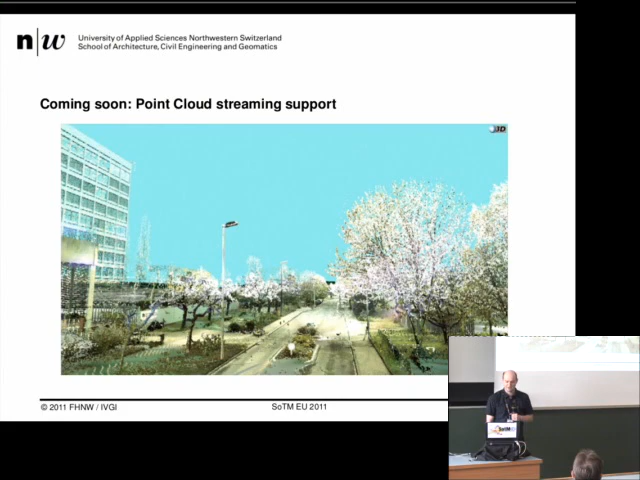 n|w
University of Applied Sciences Northwestern Switzerland
School of Architecture, Civil Engineering and Geomatics
Coming soon: Point Cloud streaming support
3D
© 2011 FHNW / IVGI
SoTM EU 2011
SoTM